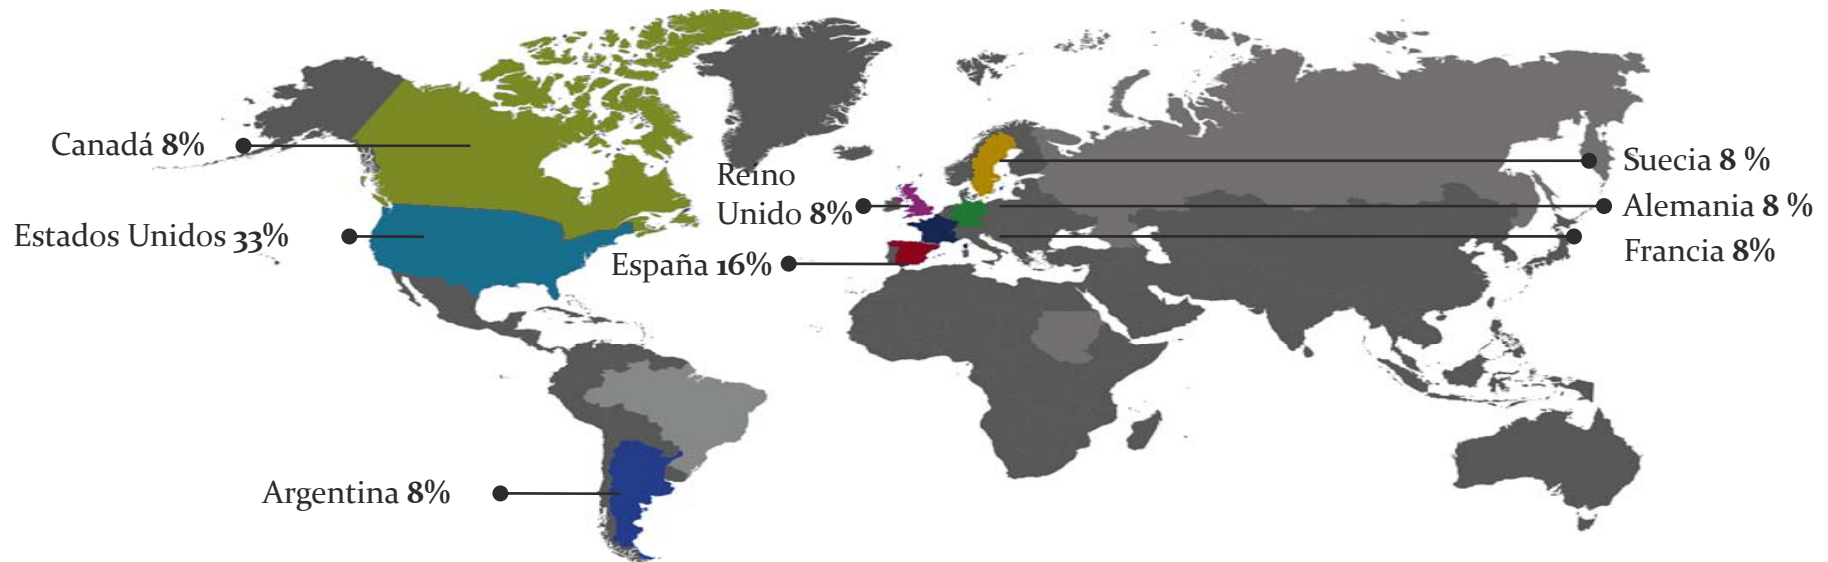 Canadá 8%
Estados Unidos 33%
Argentina 8%
Reino
Unido 8%
España 16%
Suecia 8 %
Alemania 8 %
Francia 8%